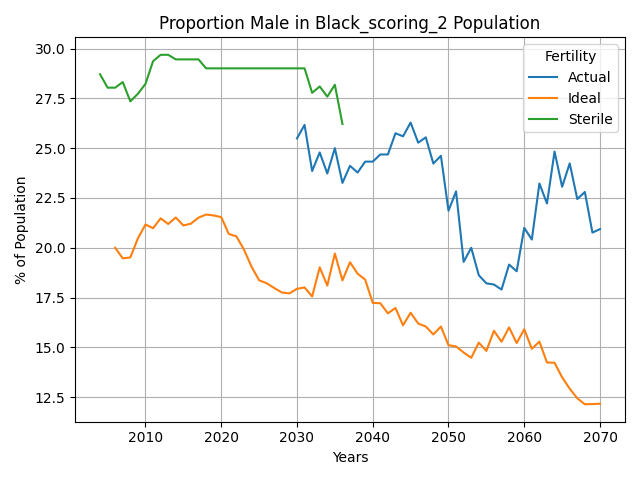 Proportion Male in Black_scoring_2 Population
Fertility
Actual
Ideal
Sterile
% of Population
30.0
27.5
25.0
22.5
20.0
17.5
15.0
12.5
2010 2020 2030 2040 2050 2060 2070
Years